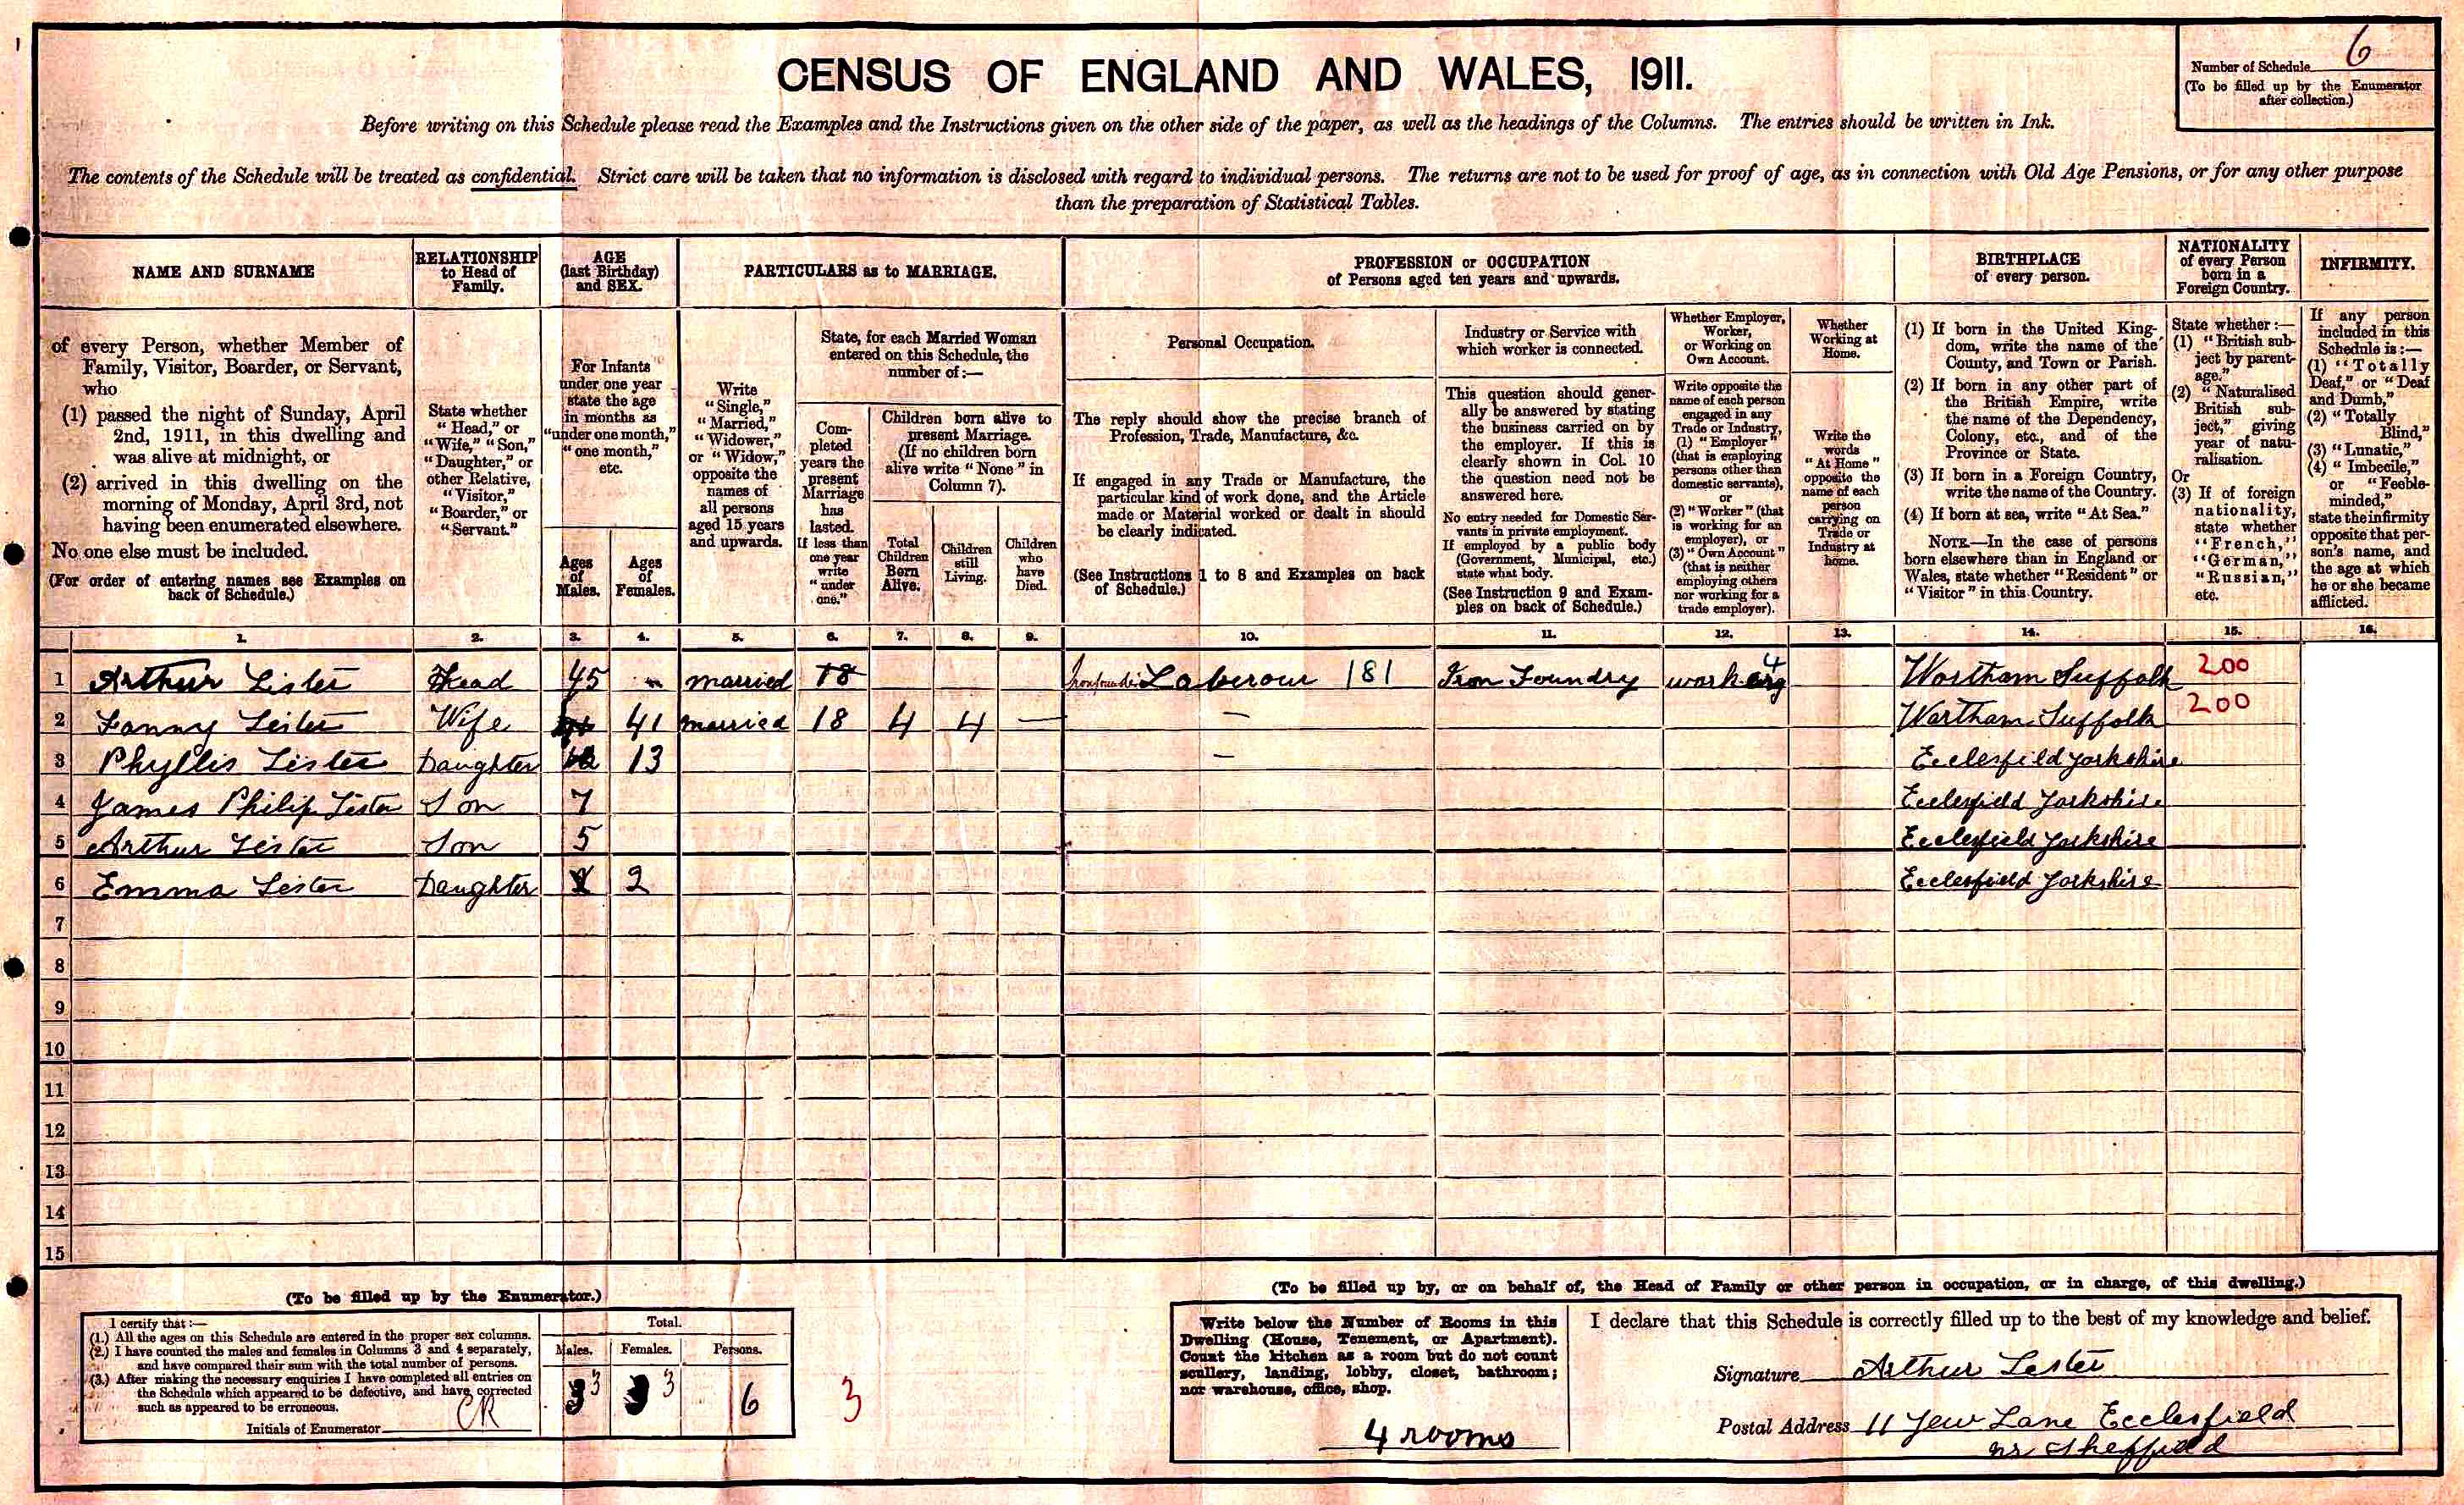 6
Number of Schedule
(To be filled up by the Enumerator
after collection.)
CENSUS OF ENGLAND AND WALES, 1911.
Before writing on this Schedule please read the Examples and the Instructions given on the other side of the paper, as well as the headings of the Columns. The entries should be written in Ink.
The contents of the Schedule will be treated as confidential. Strict care will be taken that no information is disclosed with regard to individual persons. The returns are not to be used for proof of age, as in connection with Old Age Pensions, or for any other purpose
than the preparation of Statistical Tables.
NAME AND SURNAME
of every Person, whether Member of
Family, Visitor, Boarder, or Servant,
who
(1) passed the night of Sunday, April
2nd, 1911, in this dwelling and
was alive at midnight, or
(2) arrived in this dwelling on the
morning of Monday, April 3rd, not
having been enumerated elsewhere.
No one else must be included.
(For order of entering names see Examples on
back of Schedule.)
RELATIONSHIP
to Head of
Family.
State whether
"Head," or
"Wife," "Son,"
"Daughter," or
other Relative,
"Visitor,"
"Boarder," or
"Servant."
AGE
(last Birthday)
and SEX.
For Infants
under one year
state the age
in months as
"under one month,"
"one month,"
etc.
Ages
of
Males.
Ages
of
Females.
PARTICULARS as to MARRIAGE.
Write
"Single,"
"Married,"
"Widower,"
or "Widow,"
opposite the
names of
all persons
aged 15 years
and upwards.
State, for each Married Woman
entered on this Schedule, the
number of:—
Com-
pleted
years the
present
Marriage
has
lasted.
If less than
one year
write
"under
one."
Children born alive to
present Marriage.
(If no children born
alive write "None" in
Column 7).
Total
Children
Born
Alive.
Children
still
Living.
Children
who
have
Died.
PROFESSION or OCCUPATION
of Persons aged ten years and upwards.
Personal Occupation.
The reply should show the precise branch of
Profession, Trade, Manufacture, &c.
If engaged in any Trade or Manufacture, the
particular kind of work done, and the Article
made or Material worked or dealt in should
be clearly indicated.
(See Instructions 1 to 8 and Examples on back
of Schedule.)
Industry or Service with
which worker is connected.
This question should gener-
ally be answered by stating
the business carried on by
the employer. If this is
clearly shown in Col. 10
the question need not be
answered here.
No entry needed for Domestic Ser-
vants in private employment.
If employed by a public body
(Government, Municipal, etc.)
state what body.
(See Instruction 9 and Exam-
ples on back of Schedule.)
Whether Employer,
Worker,
or Working on
Own Account.
Write opposite the
name of each person
engaged in any
Trade or Industry,
(1) "Employer"
(that is employing
persons other than
domestic servants),
or
(2) "Worker" (that
is working for an
employer), or
(3) "Own Account"
(that is neither
employing others
nor working for a
trade employer).
Whether
Working at
Home.
Write the
words
"At Home"
opposite the
name of each
person
carrying on
Trade or
Industry at
home.
BIRTHPLACE
of every person.
(1) If born in the United King-
dom, write the name of the
County, and Town or Parish.
(2) If born in any other part of
the British Empire, write
the name of the Dependency,
Colony, etc., and of the
Province or State.
(3) If born in a Foreign Country,
write the name of the Country.
(4) If born at sea, write "At Sea."
NOTE.—In the case of persons
born elsewhere than in England or
Wales, state whether "Resident" or
"Visitor" in this Country.
NATIONALITY
of every Person
born in a
Foreign Country.
State whether:—
(1) "British sub-
ject by parent-
age."
(2) "Naturalised
British sub-
ject," giving
year of natu-
ralisation.
Or
(3) If of foreign
nationality,
state whether
"French,"
"German,"
"Russian,"
etc.
INFIRMITY.
If any person
included in this
Schedule is:—
(1) "Totally
Deaf," or "Deaf
and Dumb,"
(2) "Totally
Blind,"
(3) "Lunatic,"
(4) "Imbecile,"
or "Feeble-
minded,"
state the infirmity
opposite that per-
son's name, and
the age at which
he or she became
afflicted.
1. 2. 3. 4. 5. 6. 7. 8. 9. 10. 11. 12. 13. 14. 15. 16.
1 Arthur Lister Head 45 married 18 Labourour 181 Iron Foundry 4 Wortham Suffolk 200
2 Fanny Lister Wife 41 married 18 4 4 — — Wortham Suffolk 200
3 Phyllis Lister Daughter 13 — Ecclesfield Yorkshire
4 James Philip Lister Son 7 Ecclesfield Yorkshire
5 Arthur Lister Son 5 Ecclesfield Yorkshire
6 Emma Lister Daughter 2 Ecclesfield Yorkshire
7
8
9
10
11
12
13
14
15
(To be filled up by the Enumerator.)
I certify that:—
(1.) All the ages on this Schedule are entered in the proper sex columns.
(2.) I have counted the males and females in Columns 3 and 4 separately,
and have compared their sum with the total number of persons.
(3.) After making the necessary enquiries I have completed all entries on
the Schedule which appeared to be defective, and have corrected
such as appeared to be erroneous.
Initials of Enumerator CR
Total.
Males. Females. Persons.
3 3 6
3
(To be filled up by, or on behalf of, the Head of Family or other person in occupation, or in charge, of this dwelling.)
Write below the Number of Rooms in this
Dwelling (House, Tenement, or Apartment).
Count the kitchen as a room but do not count
scullery, landing, lobby, closet, bathroom;
nor warehouse, office, shop.
4 rooms
I declare that this Schedule is correctly filled up to the best of my knowledge and belief.
Signature Arthur Lister
Postal Address 11 Yew Lane Ecclesfield
nr Sheffield